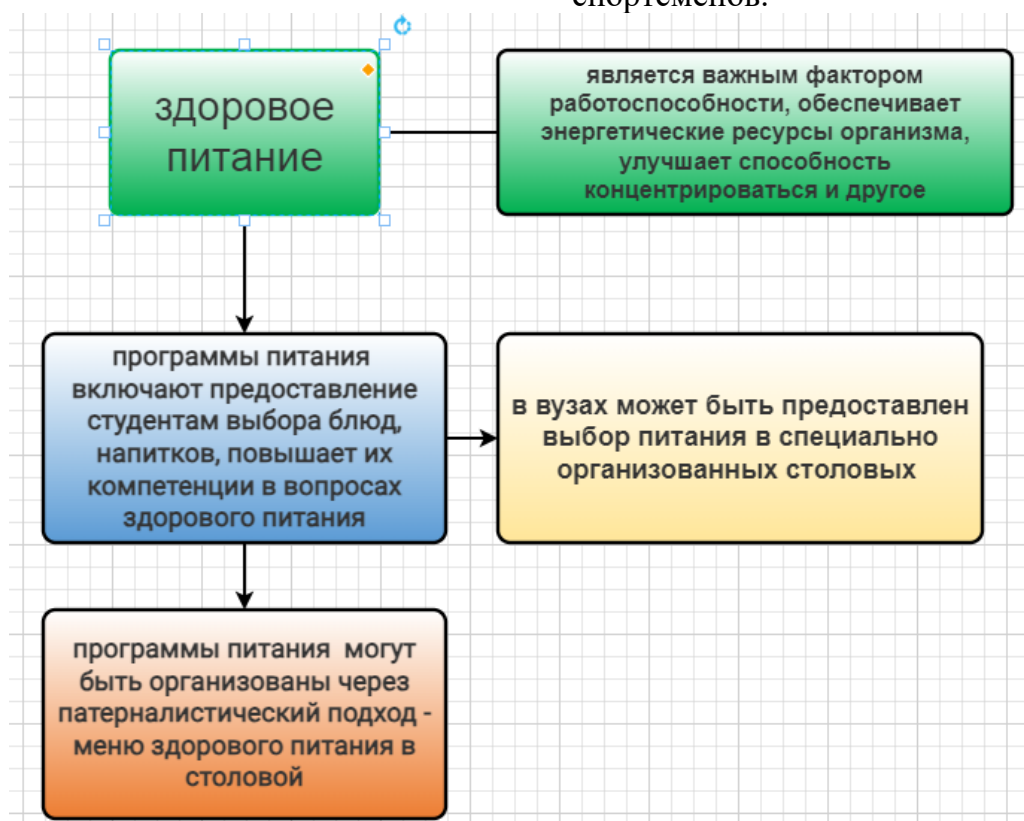 спортсменов.
здоровое
питание
является важным фактором
работоспособности, обеспечивает
энергетические ресурсы организма,
улучшает способность
концентрироваться и другое
программы питания
включают предоставление
студентам выбора блюд,
напитков, повышает их
компетенции в вопросах
здорового питания
в вузах может быть предоставлен
выбор питания в специально
организованных столовых
программы питания  могут
быть организованы через
патерналистический подход -
меню здорового питания в
столовой